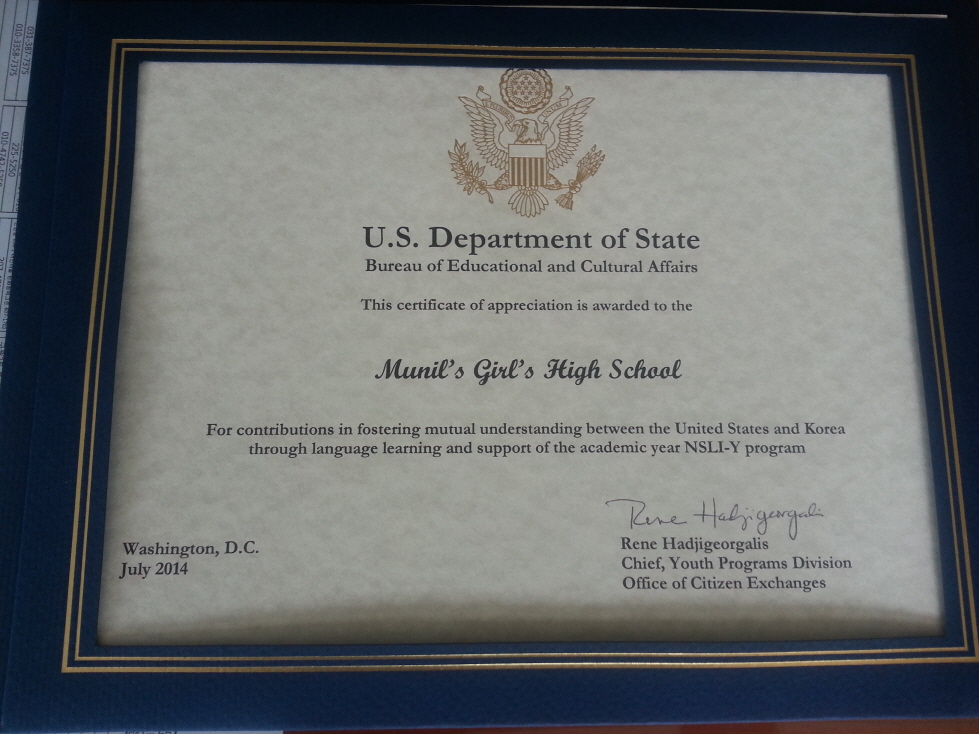 U.S. Department of State
Bureau of Educational and Cultural Affairs
This certificate of appreciation is awarded to the
Munil's Girl's High School
For contributions in fostering mutual understanding between the United States and Korea
through language learning and support of the academic year NSLI-Y program
Rene Hadjigeorgalis
Washington, D.C.
July 2014
Rene Hadjigeorgalis
Chief, Youth Programs Division
Office of Citizen Exchanges